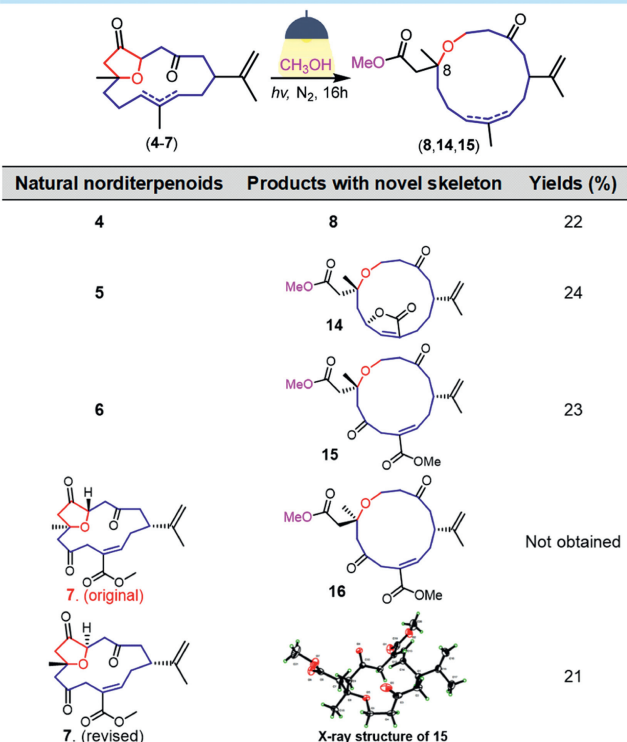 O
O
O
CH3OH
hv, N2, 16h
(4-7)
MeO
O
O
8
O
(8,14,15)
Natural norditerpenoids Products with novel skeleton Yields (%)
4 8 22
5
MeO
O
O
O
O
O
14
24
6
MeO
O
O
O
O
15
O
OMe
23
O
H
O
O
O
O
O
7. (original)
MeO
O
O
O
O
16
O
OMe
Not obtained
O
H
O
O
O
O
O
7. (revised)
X-ray structure of 15
21